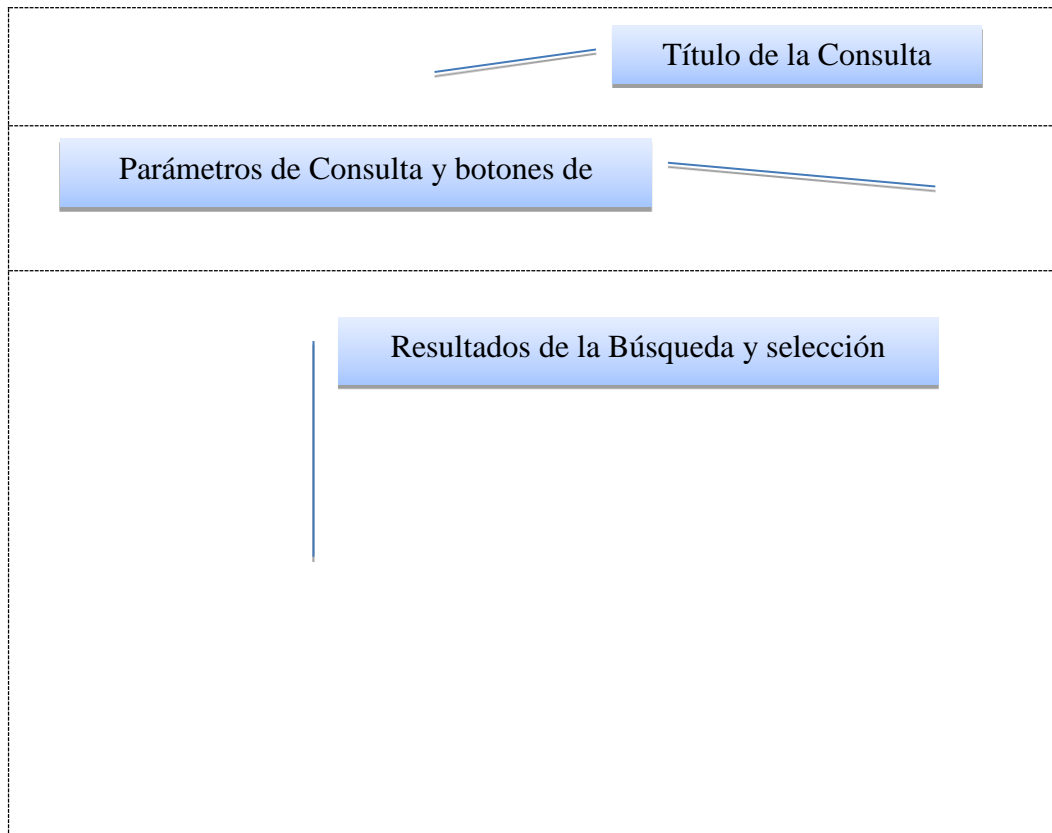 Título de la Consulta
Parámetros de Consulta y botones de
Resultados de la Búsqueda y selección